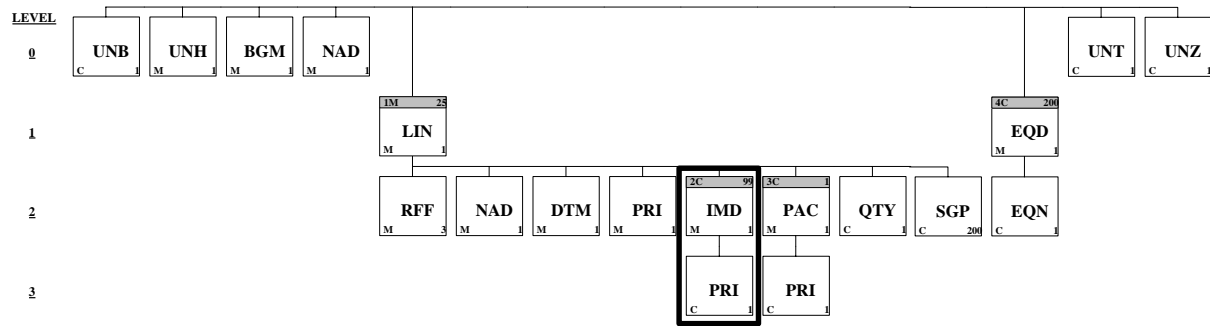 LEVEL
0
UNB
C 1
UNH
M 1
BGM
M 1
NAD
M 1
UNT
C 1
UNZ
C 1
1
1M 25
LIN
M 1
4C 200
EQD
M 1
2
RFF
M 3
NAD
M 1
DTM
M 1
PRI
M 1
2C 99
IMD
M 1
3C 1
PAC
M 1
QTY
C 1
SGP
C 200
EQN
C 1
3
PRI
C 1
PRI
C 1